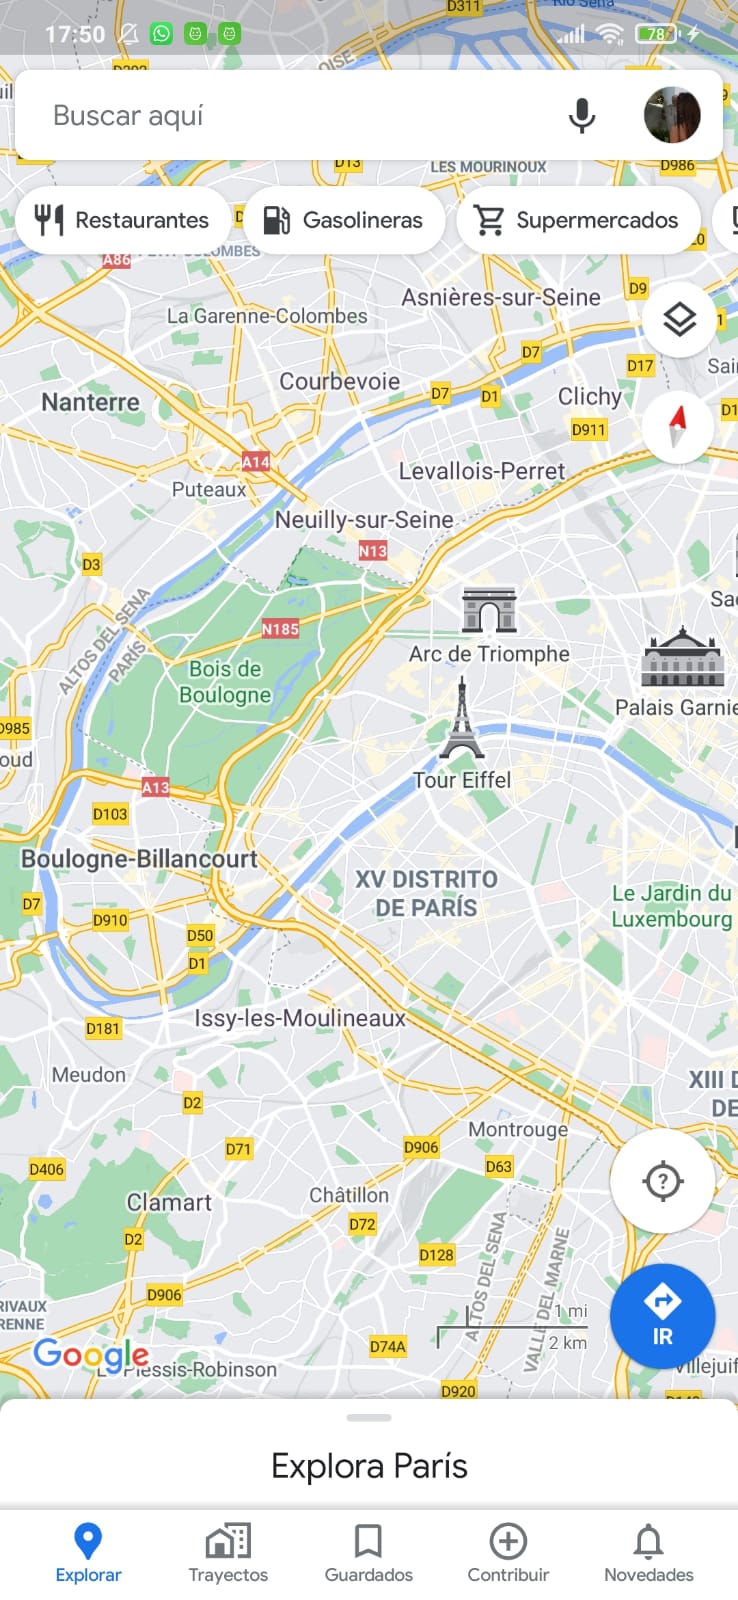 D311
17:50
78
OISE
Buscar aquí
D13
LES MOURINOUX
D986
Restaurantes
Gasolineras
Supermercados
A86
Asnières-sur-Seine
D9
La Garenne-Colombes
D7
D17
Courbevoie
D7
D1
Clichy
Nanterre
D911
A14
Levallois-Perret
Puteaux
Neuilly-sur-Seine
N13
D3
ALTOS DEL SENA
PARÍS
N185
Arc de Triomphe
Bois de
Boulogne
Palais Garnie
D985
oud
Tour Eiffel
A13
D103
Boulogne-Billancourt
XV DISTRITO
DE PARÍS
Le Jardin du
Luxembourg
D7
D910
D50
D1
Issy-les-Moulineaux
D181
Meudon
XIII D
DE
D2
Montrouge
D71
D906
D63
D406
Clamart
Châtillon
D72
D2
D128
ALTOS DEL SENA
VALLE DEL MARNE
D906
RIVAUX
RENNE
1 mi
2 km
IR
Google
D74A
Plessis-Robinson
Villejuif
D920
Explora París
Explorar
Trayectos
Guardados
Contribuir
Novedades